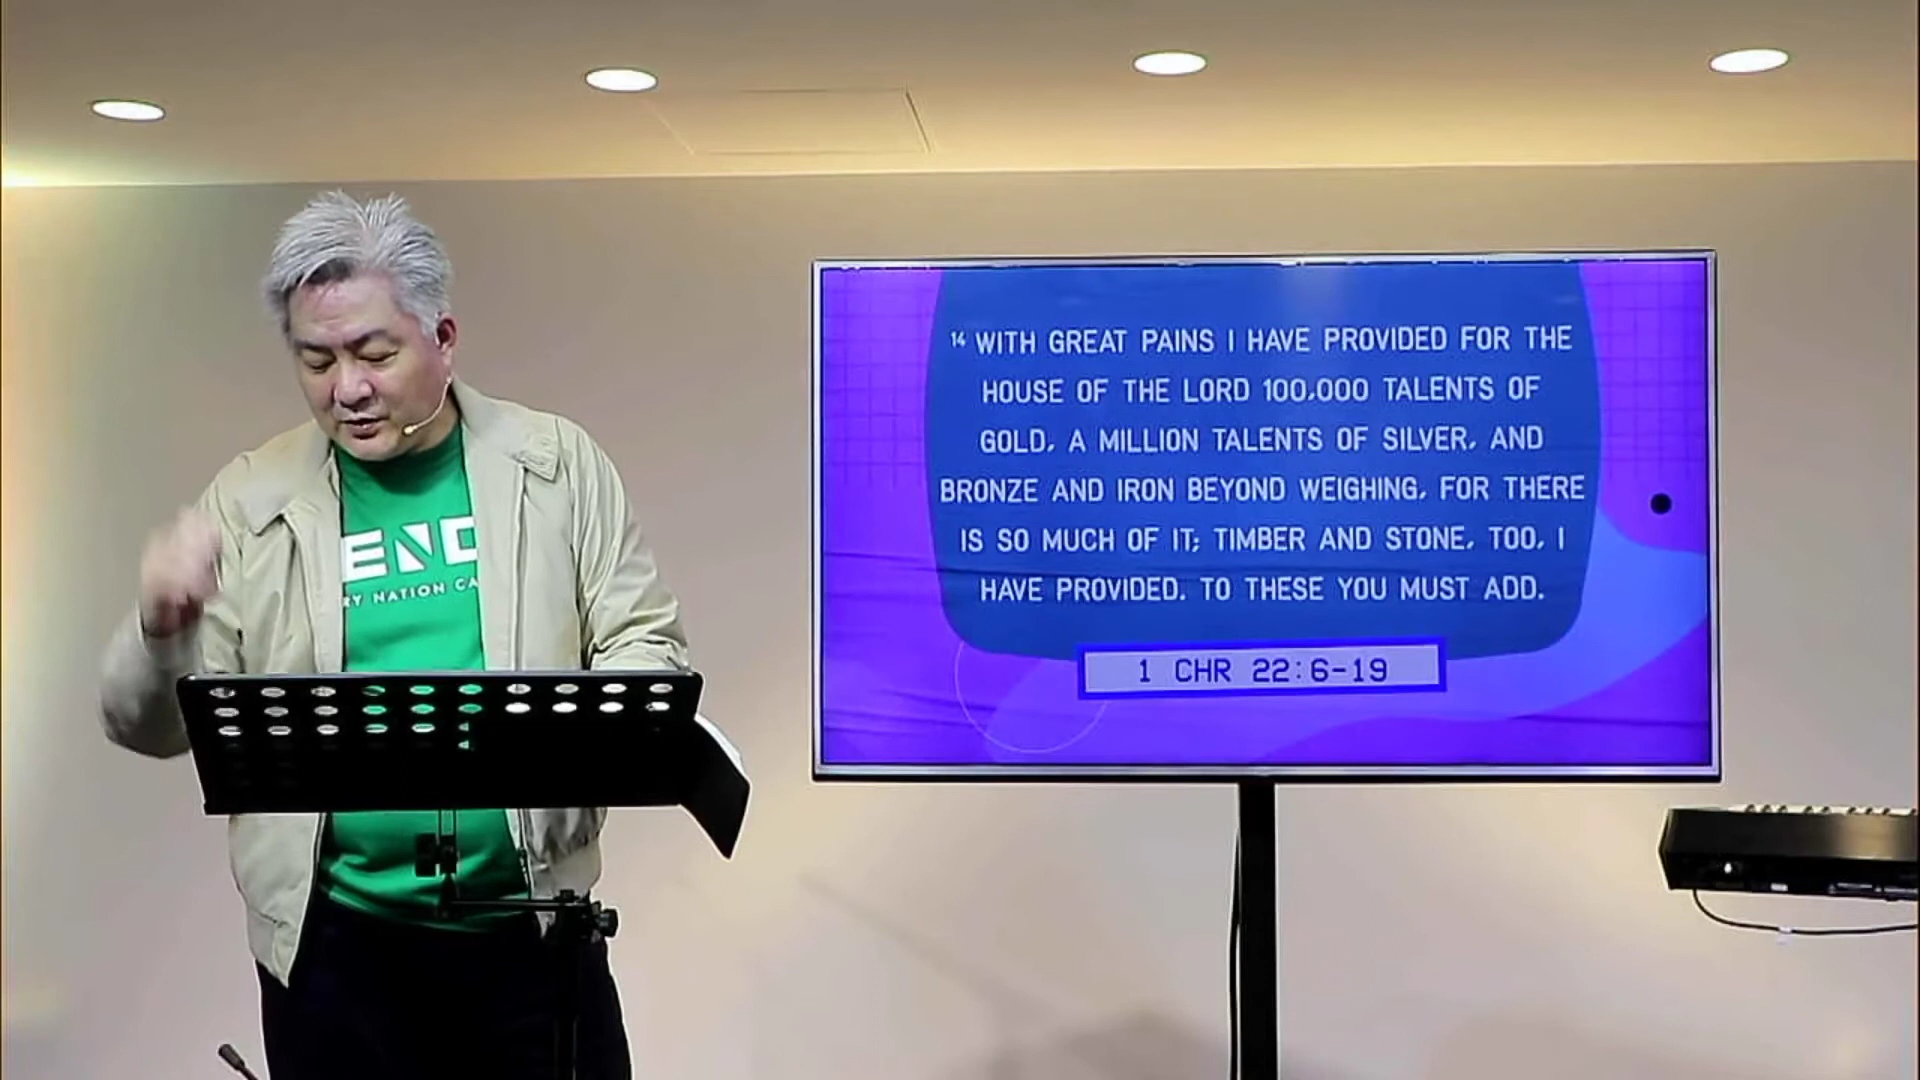 ¹⁴ WITH GREAT PAINS I HAVE PROVIDED FOR THE
HOUSE OF THE LORD 100,000 TALENTS OF
GOLD, A MILLION TALENTS OF SILVER, AND
BRONZE AND IRON BEYOND WEIGHING, FOR THERE
IS SO MUCH OF IT; TIMBER AND STONE, TOO, I
HAVE PROVIDED. TO THESE YOU MUST ADD.
1 CHR 22:6-19
END
RY NATION CA